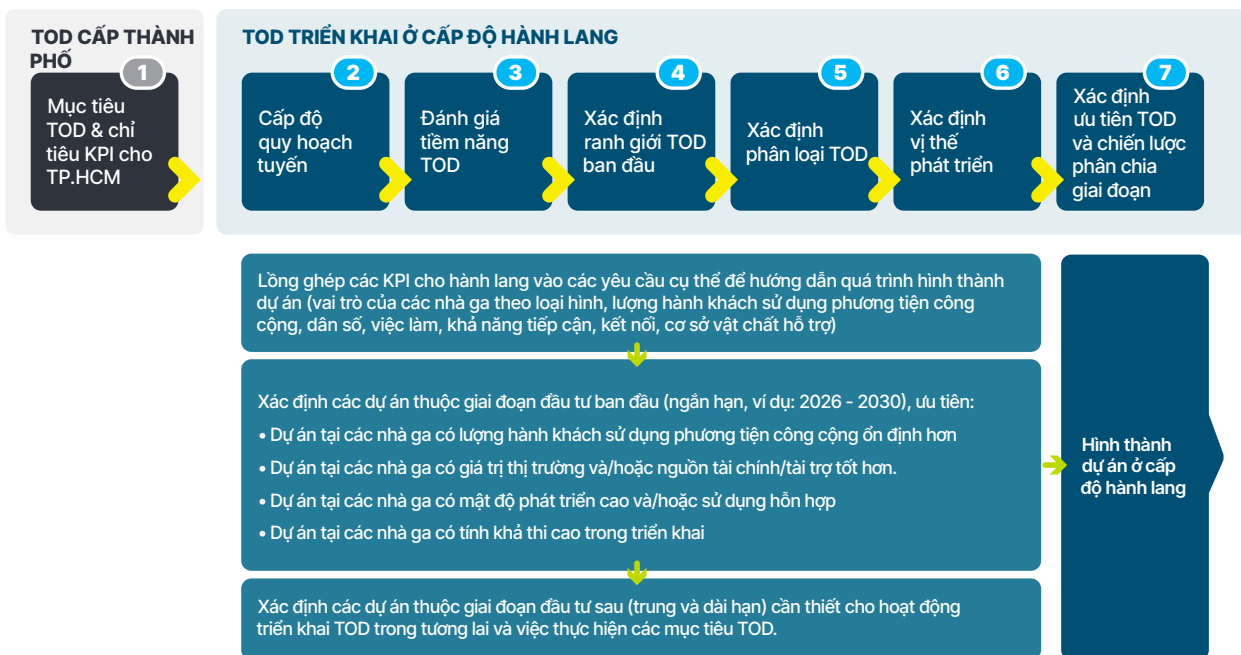 TOD CẤP THÀNH
PHỐ
1
Mục tiêu
TOD & chỉ
tiêu KPI cho
TP.HCM
TOD TRIỂN KHAI Ở CẤP ĐỘ HÀNH LANG
2
Cấp độ
quy hoạch
tuyến
3
Đánh giá
tiềm năng
TOD
4
Xác định
ranh giới TOD
ban đầu
5
Xác định
phân loại TOD
6
Xác định
vị thế
phát triển
7
Xác định
ưu tiên TOD
và chiến lược
phân chia
giai đoạn
Lồng ghép các KPI cho hành lang vào các yêu cầu cụ thể để hướng dẫn quá trình hình thành
dự án (vai trò của các nhà ga theo loại hình, lượng hành khách sử dụng phương tiện công
cộng, dân số, việc làm, khả năng tiếp cận, kết nối, cơ sở vật chất hỗ trợ)
Xác định các dự án thuộc giai đoạn đầu tư ban đầu (ngắn hạn, ví dụ: 2026 - 2030), ưu tiên:
• Dự án tại các nhà ga có lượng hành khách sử dụng phương tiện công cộng ổn định hơn
• Dự án tại các nhà ga có giá trị thị trường và/hoặc nguồn tài chính/tài trợ tốt hơn.
• Dự án tại các nhà ga có mật độ phát triển cao và/hoặc sử dụng hỗn hợp
• Dự án tại các nhà ga có tính khả thi cao trong triển khai
Xác định các dự án thuộc giai đoạn đầu tư sau (trung và dài hạn) cần thiết cho hoạt động
triển khai TOD trong tương lai và việc thực hiện các mục tiêu TOD.
Hình thành
dự án ở cấp
độ hành lang